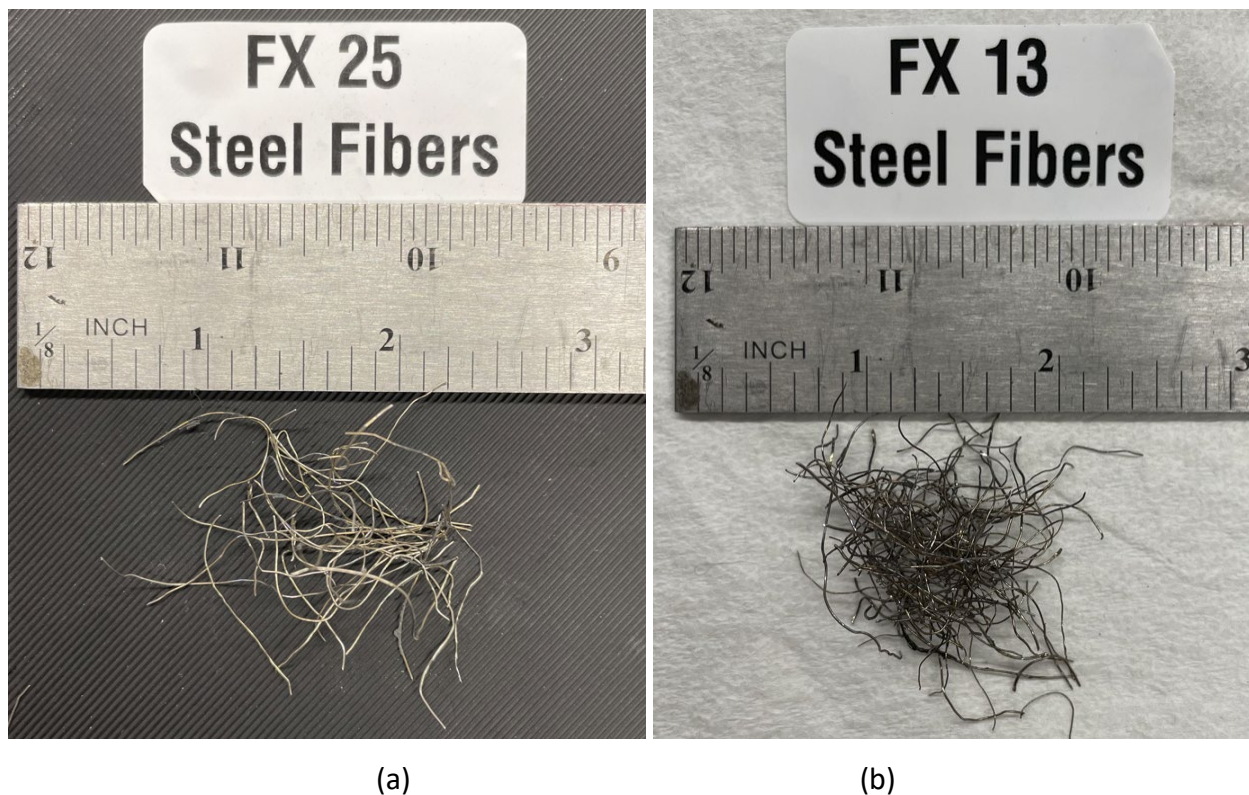 FX 25
Steel Fibers
12 11 10 9
1/8 INCH 1 2 3
FX 13
Steel Fibers
12 11 10
1/8 INCH 1 2 3
(a) (b)